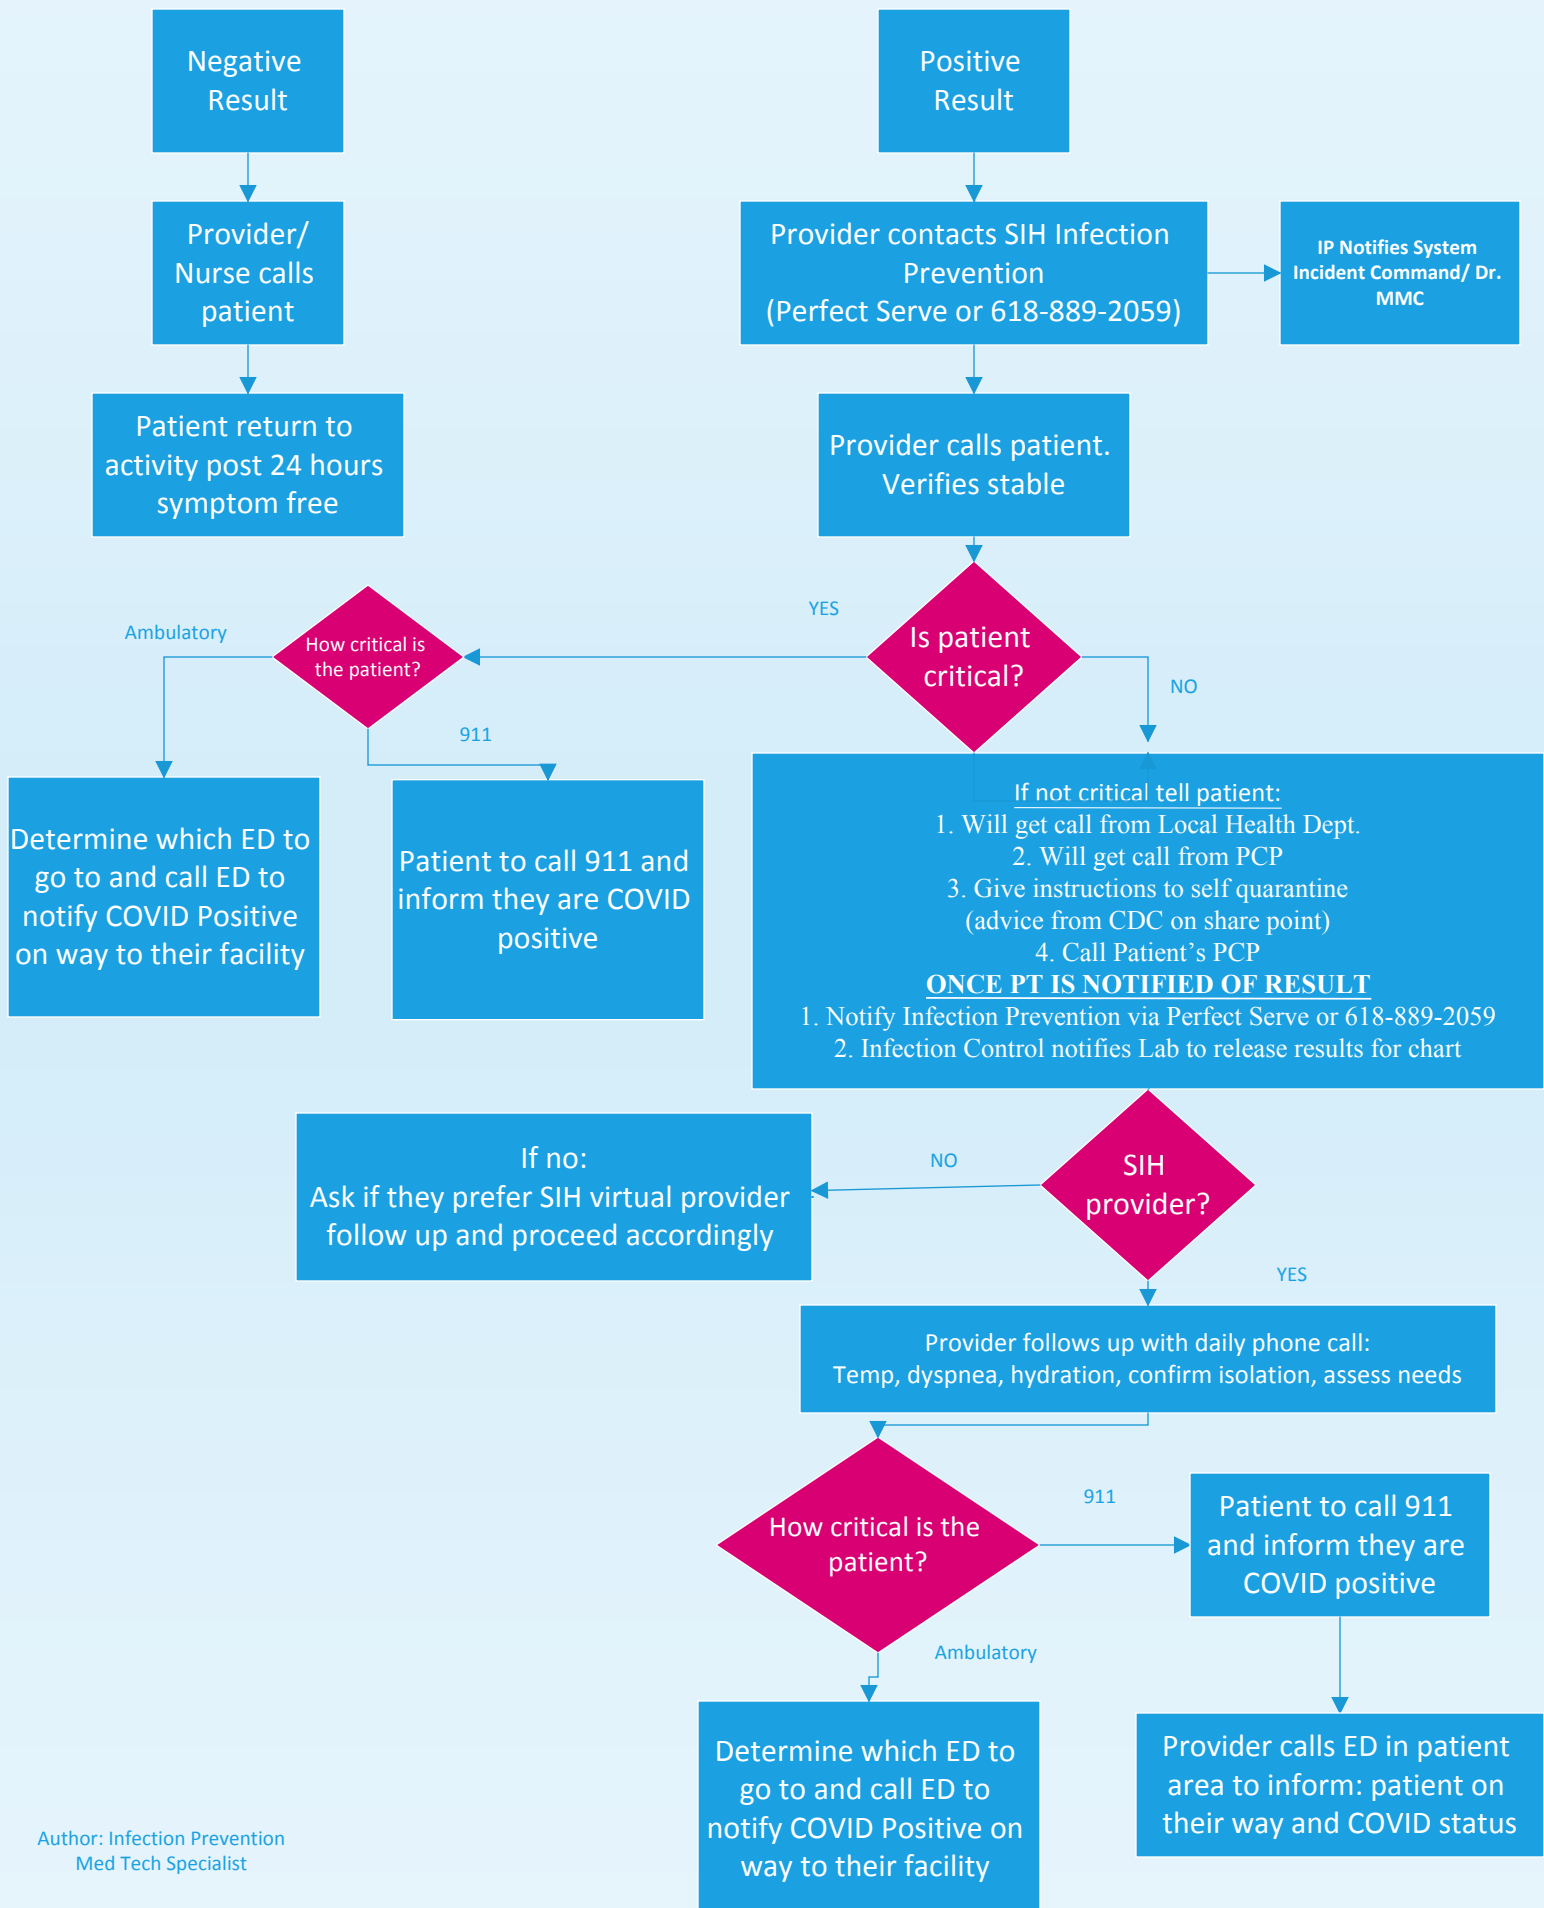 Negative
Result
Positive
Result
Provider/
Nurse calls
patient
Provider contacts SIH Infection
Prevention
(Perfect Serve or 618-889-2059)
IP Notifies System
Incident Command/ Dr.
MMC
Patient return to
activity post 24 hours
symptom free
Provider calls patient.
Verifies stable
YES
Ambulatory
How critical is
the patient?
Is patient
critical?
NO
911
If not critical tell patient:
1. Will get call from Local Health Dept.
2. Will get call from PCP
3. Give instructions to self quarantine
(advice from CDC on share point)
4. Call Patient's PCP
ONCE PT IS NOTIFIED OF RESULT
1. Notify Infection Prevention via Perfect Serve or 618-889-2059
2. Infection Control notifies Lab to release results for chart
Determine which ED to
go to and call ED to
notify COVID Positive
on way to their facility
Patient to call 911 and
inform they are COVID
positive
If no:
Ask if they prefer SIH virtual provider
follow up and proceed accordingly
NO
SIH
provider?
YES
Provider follows up with daily phone call:
Temp, dyspnea, hydration, confirm isolation, assess needs
How critical is the
patient?
911
Patient to call 911
and inform they are
COVID positive
Ambulatory
Determine which ED to
go to and call ED to
notify COVID Positive on
way to their facility
Provider calls ED in patient
area to inform: patient on
their way and COVID status
Author: Infection Prevention
Med Tech Specialist